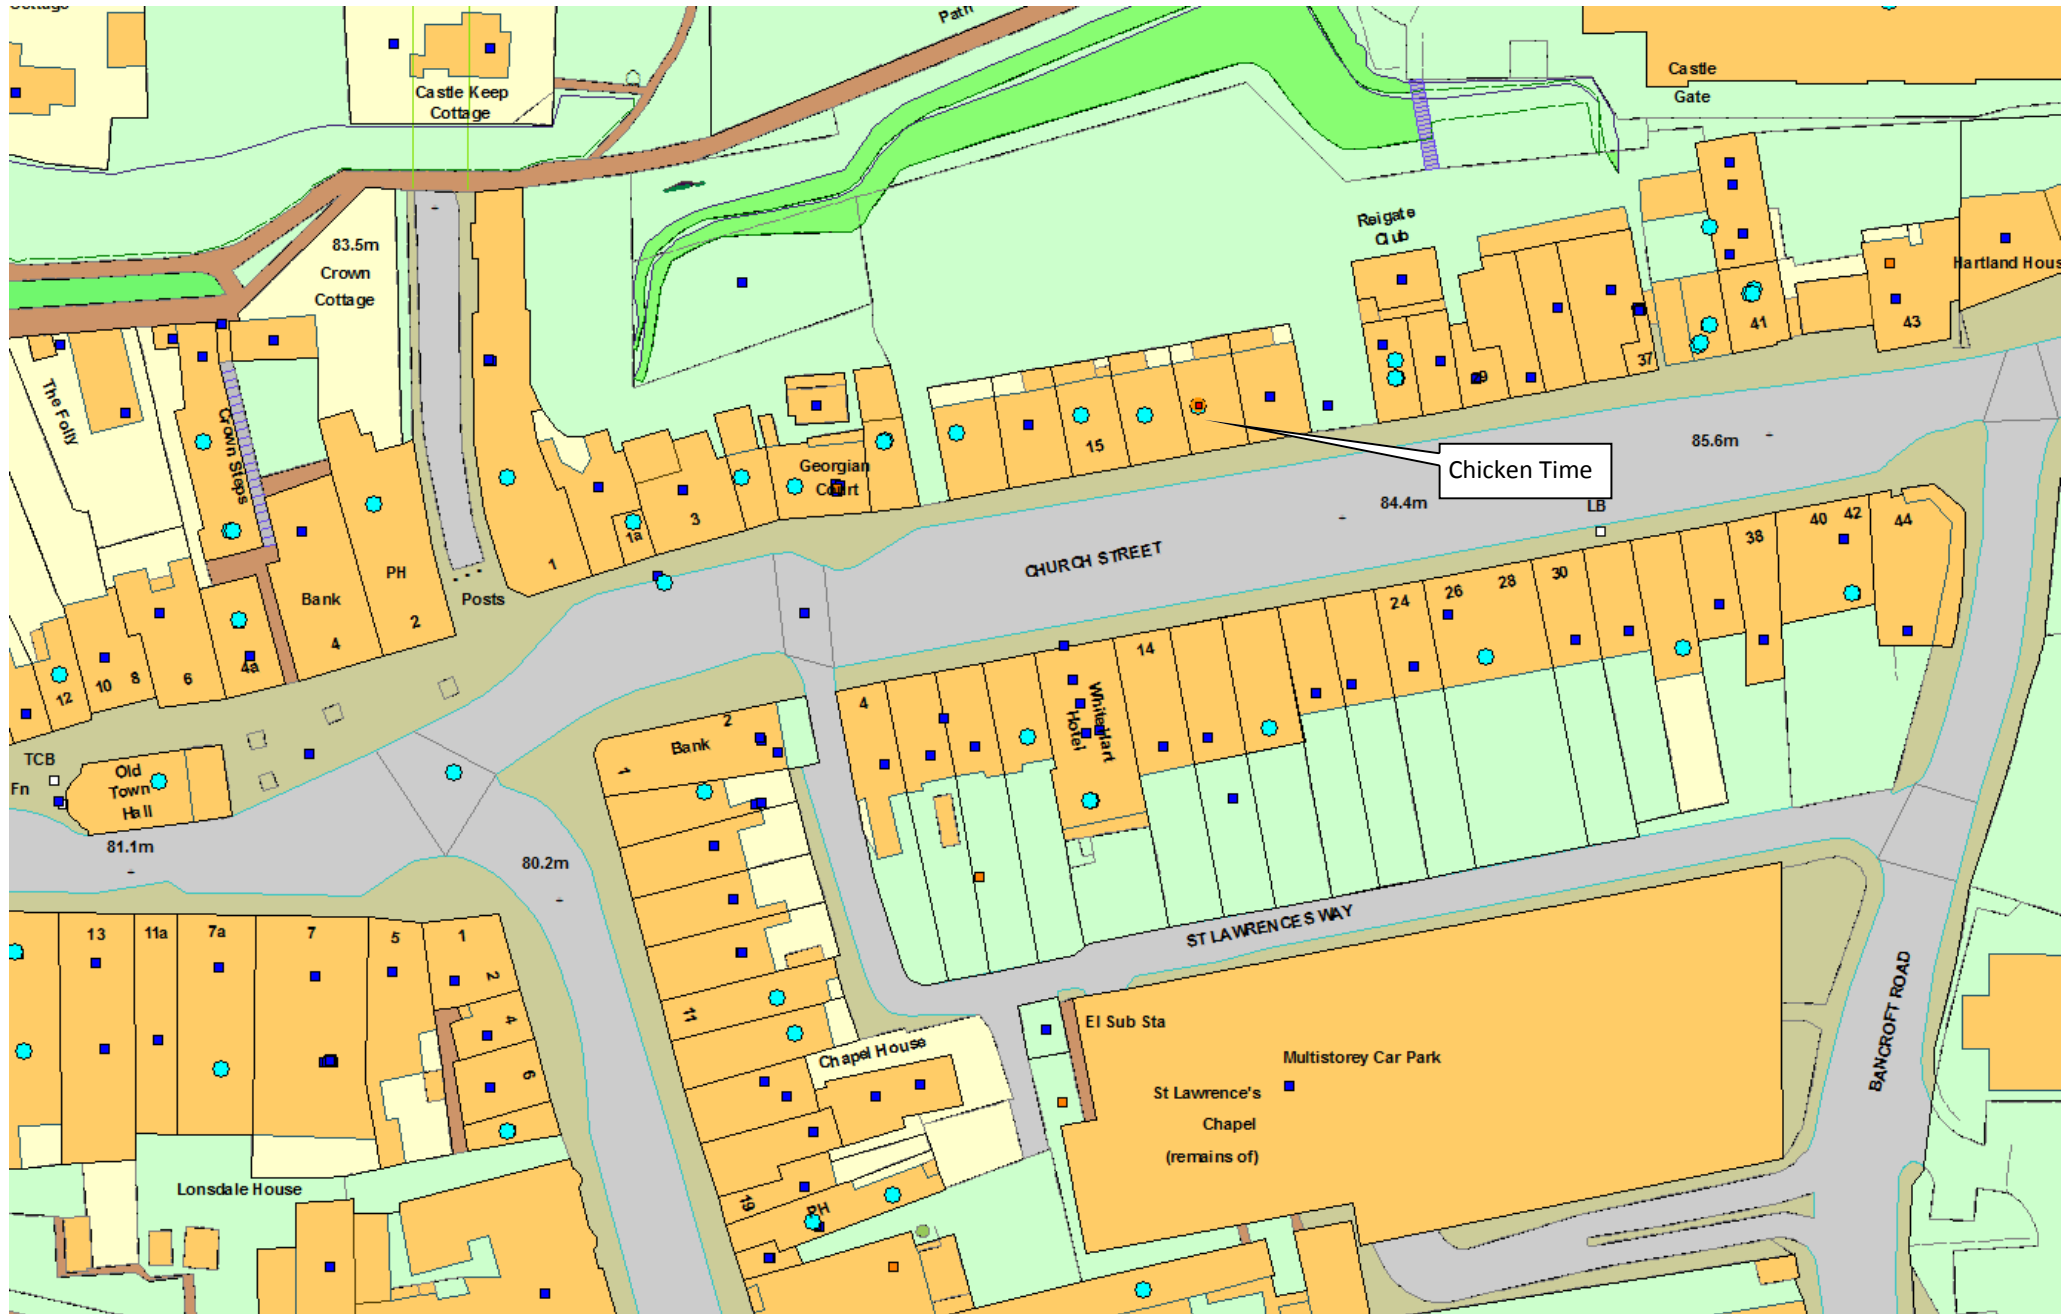 Path
Castle
Gate
Castle Keep
Cottage
83.5m
Crown
Cottage
Reigate
Club
Hartland Hous
41
43
37
The Folly
Crown Steps
15
Georgian
Court
Chicken Time
85.6m
84.4m
LB
1
1a
3
CHURCH STREET
PH
2
Bank
4
Posts
12
10
8
6
4a
38
40
42
44
24
26
28
30
14
4
White Hart
Hotel
2
Bank
1
TCB
Fn
Old
Town
Hall
81.1m
80.2m
ST LAWRENCES WAY
13
11a
7a
7
5
1
2
4
6
11
BANCROFT ROAD
El Sub Sta
Chapel House
Multistorey Car Park
St Lawrence's
Chapel
(remains of)
Lonsdale House
19
PH